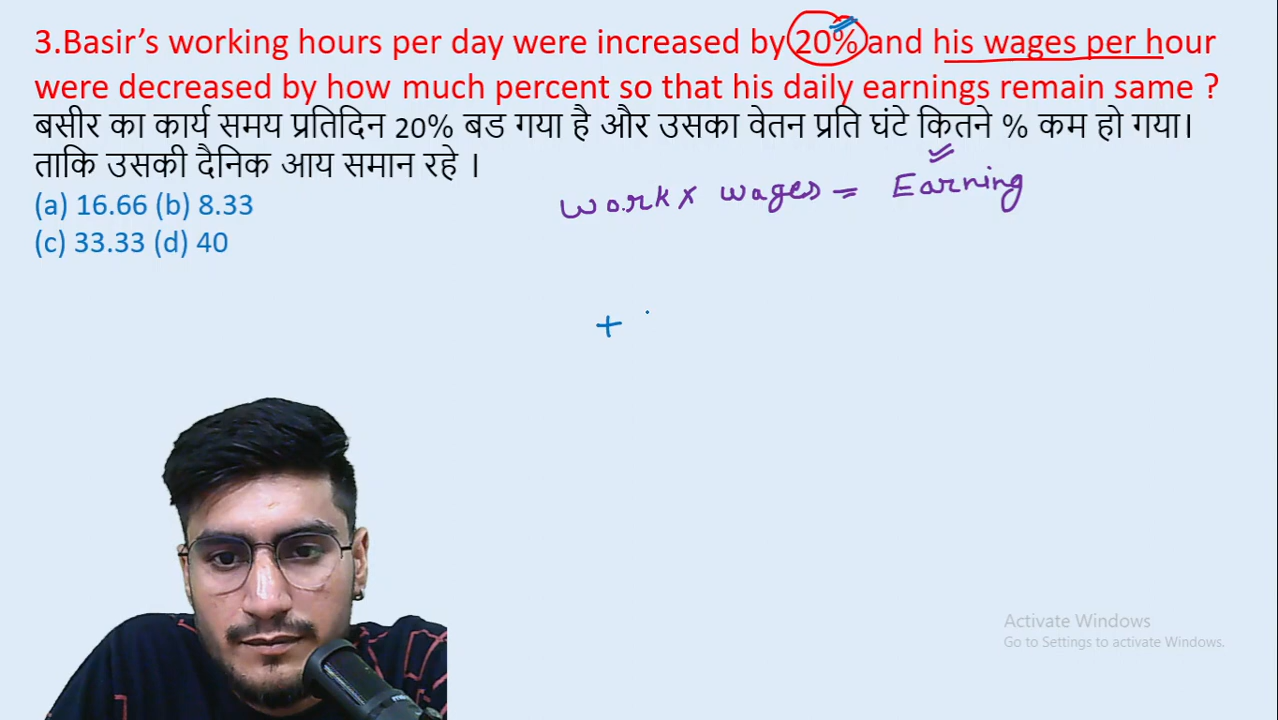 3.Basir’s working hours per day were increased by 20% and his wages per hour
were decreased by how much percent so that his daily earnings remain same ?
बसीर का कार्य समय प्रतिदिन 20% बड गया है और उसका वेतन प्रति घंटे कितने % कम हो गया।
ताकि उसकी दैनिक आय समान रहे ।
work x wages = Earning
(a) 16.66 (b) 8.33
(c) 33.33 (d) 40
+
Activate Windows
Go to Settings to activate Windows.